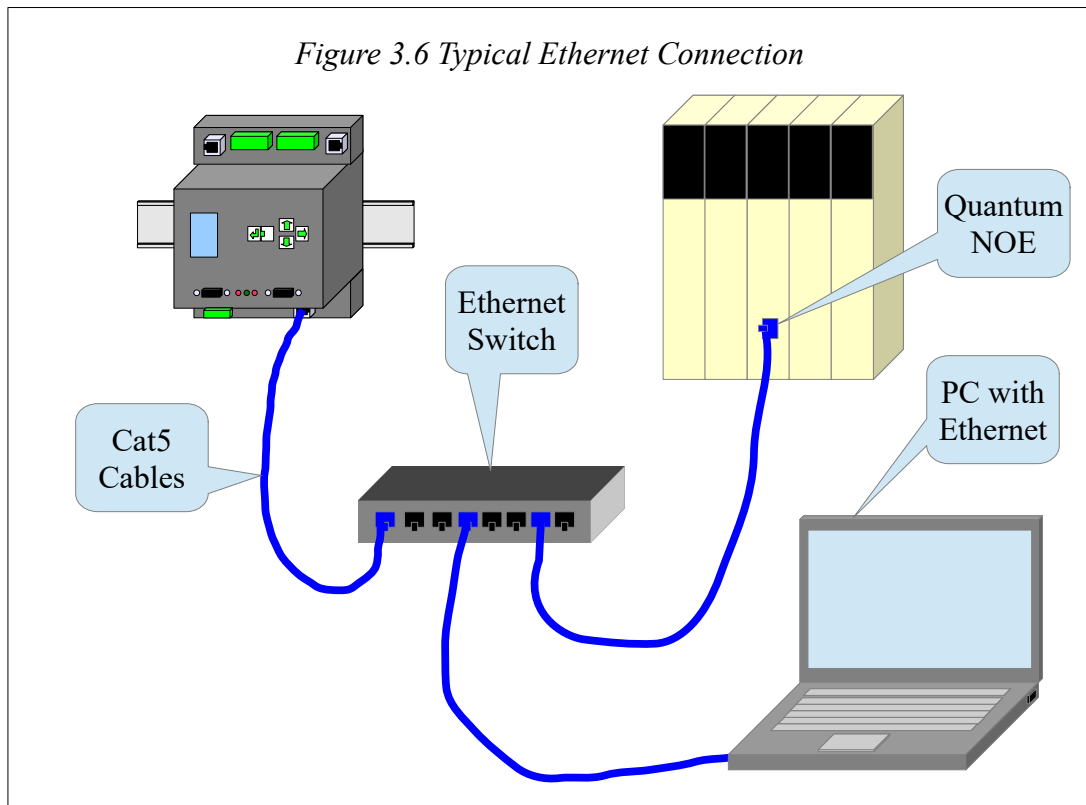 Figure 3.6 Typical Ethernet Connection
Quantum
NOE
Ethernet
Switch
PC with
Ethernet
Cat5
Cables